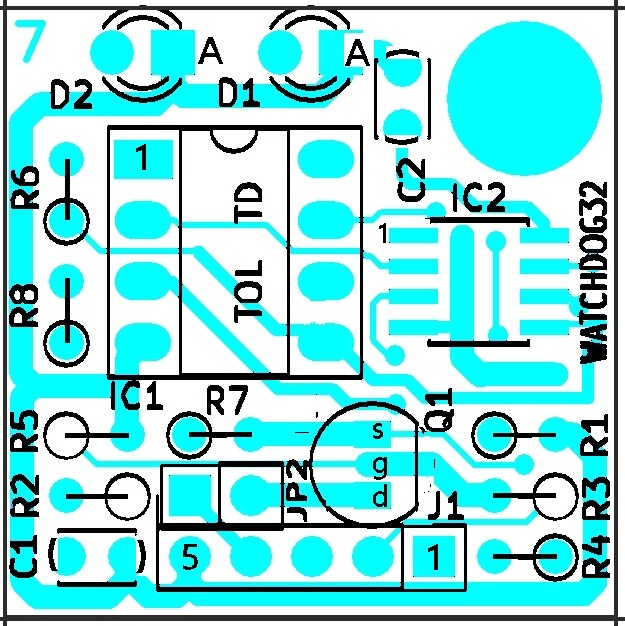 7
A
A
D2
D1
R6
1
TD
C2
IC2
1
WATCHDOG32
R8
TOL
IC1
R7
Q1
R5
s
R1
g
R2
JP2
d
J1
R3
C1
5
1
R4